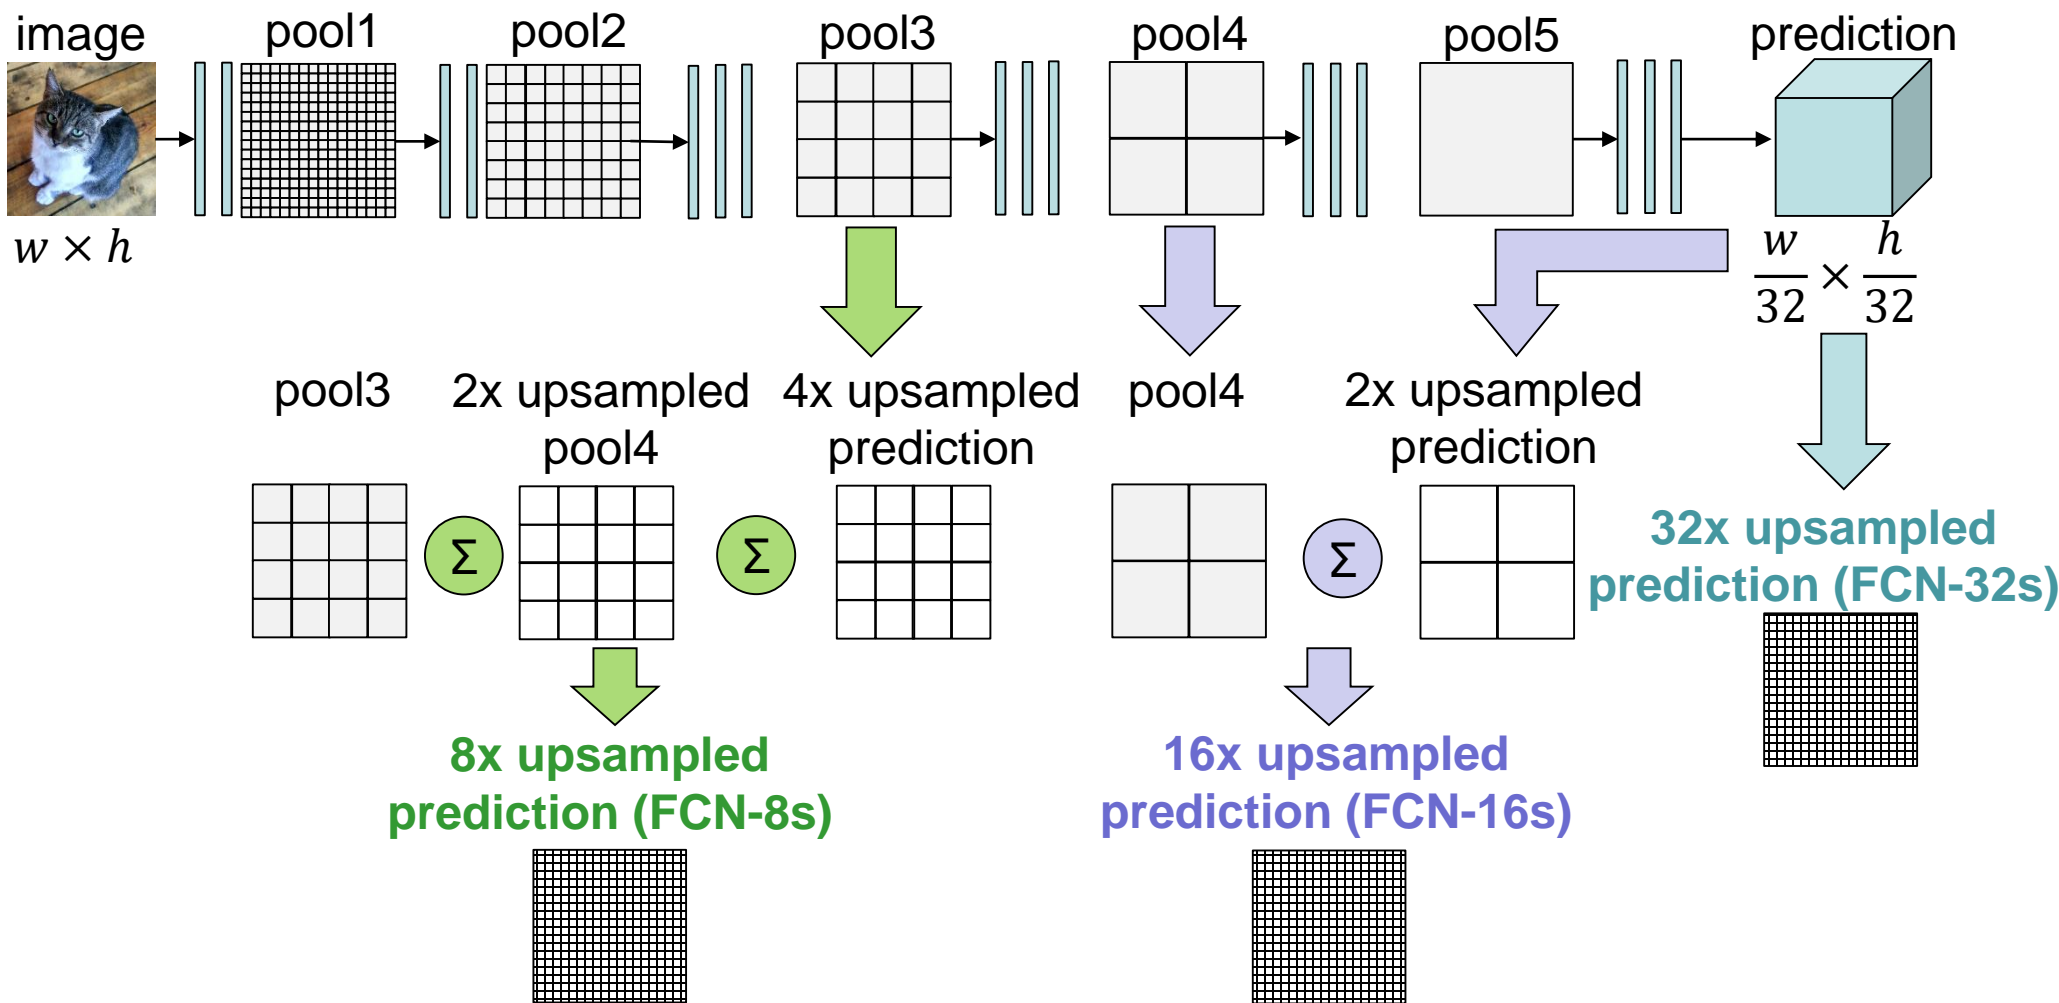 image
pool1
pool2
pool3
pool4
pool5
prediction
w × h
w/32 × h/32
pool3
2x upsampled
pool4
4x upsampled
prediction
pool4
2x upsampled
prediction
Σ
Σ
Σ
32x upsampled
prediction (FCN-32s)
8x upsampled
prediction (FCN-8s)
16x upsampled
prediction (FCN-16s)